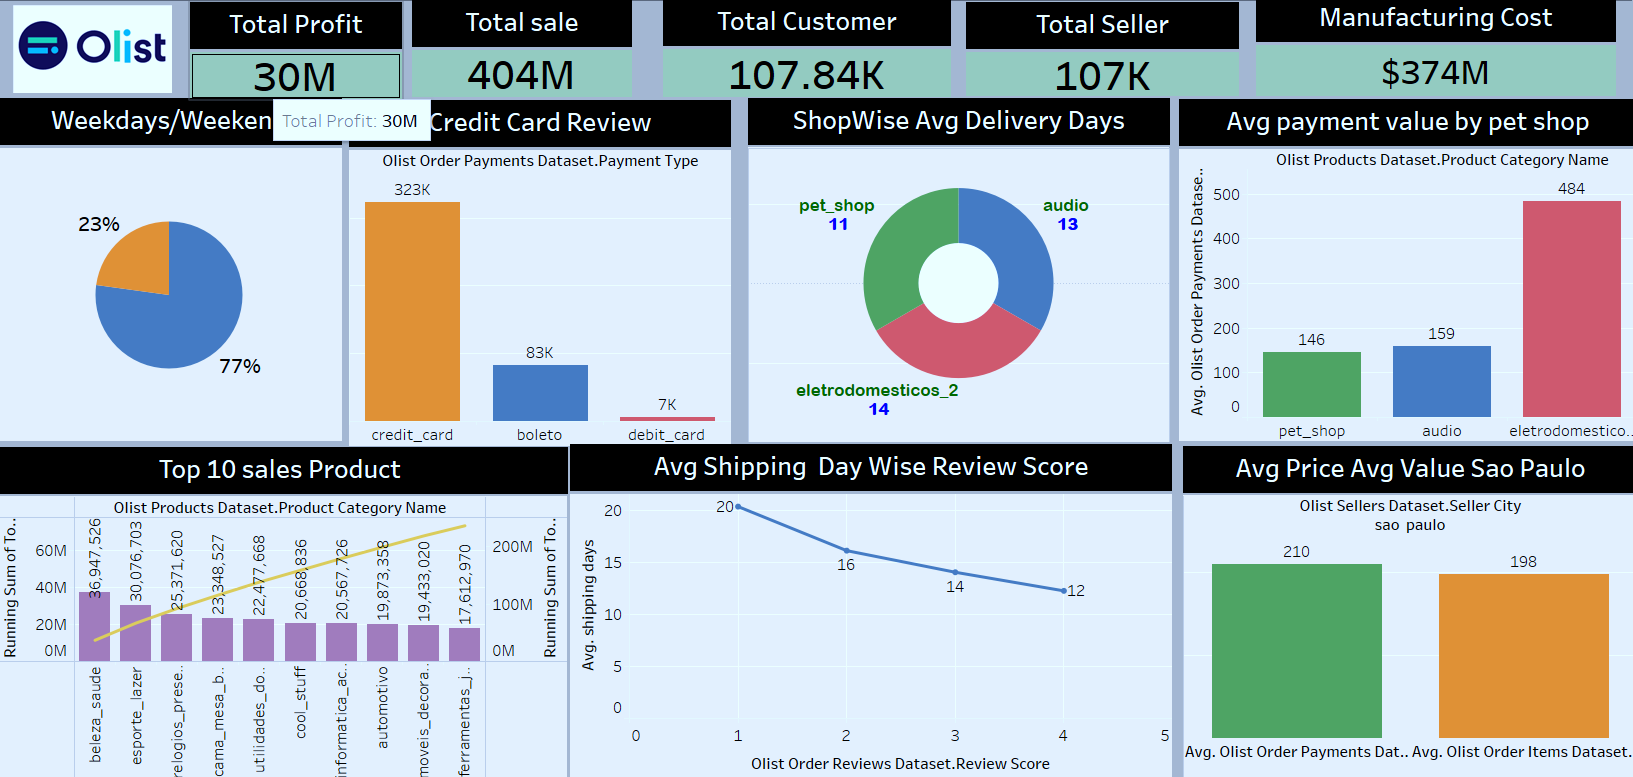 Olist
Total Profit
30M
Total sale
404M
Total Customer
107.84K
Total Seller
107K
Manufacturing Cost
$374M
Weekdays/Weeken
Total Profit: 30M
23%
77%
Credit Card Review
Olist Order Payments Dataset.Payment Type
323K
83K
7K
credit_card
boleto
debit_card
ShopWise Avg Delivery Days
pet_shop
11
audio
13
eletrodomesticos_2
14
Avg payment value by pet shop
Olist Products Dataset.Product Category Name
Avg. Olist Order Payments Datase..
500
400
300
200
100
0
146
159
484
pet_shop
audio
eletrodomestico..
Top 10 sales Product
Olist Products Dataset.Product Category Name
Running Sum of To..
60M
40M
20M
0M
36,947,526
30,076,703
25,371,620
23,348,527
22,477,668
20,668,836
20,567,726
19,873,358
19,433,020
17,612,970
200M
100M
0M
Running Sum of To..
beleza_saude
esporte_lazer
relogios_prese..
cama_mesa_b..
utilidades_do..
cool_stuff
informatica_ac..
automotivo
moveis_decora..
ferramentas_j..
Avg Shipping  Day Wise Review Score
Avg. shipping days
20
15
10
5
0
20
16
14
12
0
1
2
3
4
5
Olist Order Reviews Dataset.Review Score
Avg Price Avg Value Sao Paulo
Olist Sellers Dataset.Seller City
sao paulo
210
198
Avg. Olist Order Payments Dat..
Avg. Olist Order Items Dataset.